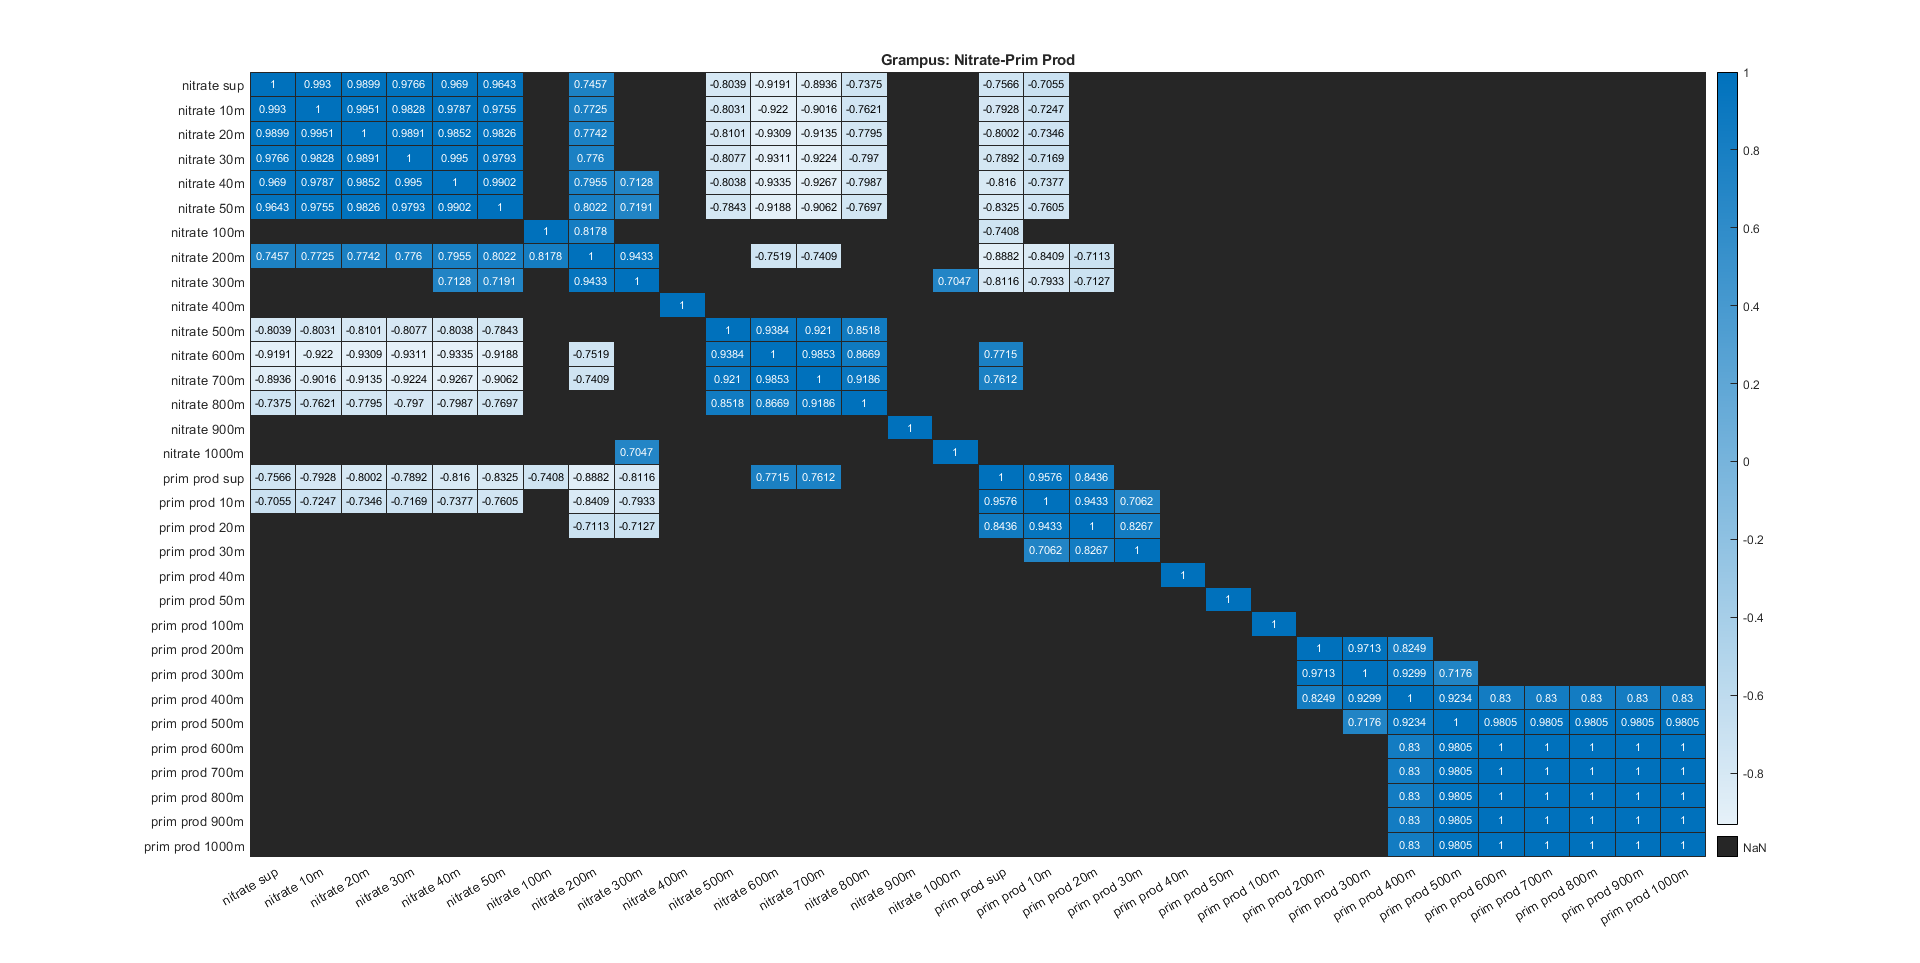 Grampus: Nitrate-Prim Prod
nitrate sup 1 0.993 0.9899 0.9766 0.969 0.9643 0.7457 -0.8039 -0.9191 -0.8936 -0.7375 -0.7566 -0.7055
nitrate 10m 0.993 1 0.9951 0.9828 0.9787 0.9755 0.7725 -0.8031 -0.922 -0.9016 -0.7621 -0.7928 -0.7247
nitrate 20m 0.9899 0.9951 1 0.9891 0.9852 0.9826 0.7742 -0.8101 -0.9309 -0.9135 -0.7795 -0.8002 -0.7346
nitrate 30m 0.9766 0.9828 0.9891 1 0.995 0.9793 0.776 -0.8077 -0.9311 -0.9224 -0.797 -0.7892 -0.7169
nitrate 40m 0.969 0.9787 0.9852 0.995 1 0.9902 0.7955 0.7128 -0.8038 -0.9335 -0.9267 -0.7987 -0.816 -0.7377
nitrate 50m 0.9643 0.9755 0.9826 0.9793 0.9902 1 0.8022 0.7191 -0.7843 -0.9188 -0.9062 -0.7697 -0.8325 -0.7605
nitrate 100m 1 0.8178 -0.7408
nitrate 200m 0.7457 0.7725 0.7742 0.776 0.7955 0.8022 0.8178 1 0.9433 -0.7519 -0.7409 -0.8882 -0.8409 -0.7113
nitrate 300m 0.7128 0.7191 0.9433 1 0.7047 -0.8116 -0.7933 -0.7127
nitrate 400m 1
nitrate 500m -0.8039 -0.8031 -0.8101 -0.8077 -0.8038 -0.7843 1 0.9384 0.921 0.8518
nitrate 600m -0.9191 -0.922 -0.9309 -0.9311 -0.9335 -0.9188 -0.7519 0.9384 1 0.9853 0.8669 0.7715
nitrate 700m -0.8936 -0.9016 -0.9135 -0.9224 -0.9267 -0.9062 -0.7409 0.921 0.9853 1 0.9186 0.7612
nitrate 800m -0.7375 -0.7621 -0.7795 -0.797 -0.7987 -0.7697 0.8518 0.8669 0.9186 1
nitrate 900m 1
nitrate 1000m 0.7047 1
prim prod sup -0.7566 -0.7928 -0.8002 -0.7892 -0.816 -0.8325 -0.7408 -0.8882 -0.8116 0.7715 0.7612 1 0.9576 0.8436
prim prod 10m -0.7055 -0.7247 -0.7346 -0.7169 -0.7377 -0.7605 -0.8409 -0.7933 0.9576 1 0.9433 0.7062
prim prod 20m -0.7113 -0.7127 0.8436 0.9433 1 0.8267
prim prod 30m 0.7062 0.8267 1
prim prod 40m 1
prim prod 50m 1
prim prod 100m 1
prim prod 200m 1 0.9713 0.8249
prim prod 300m 0.9713 1 0.9299 0.7176
prim prod 400m 0.8249 0.9299 1 0.9234 0.83 0.83 0.83 0.83 0.83
prim prod 500m 0.7176 0.9234 1 0.9805 0.9805 0.9805 0.9805 0.9805
prim prod 600m 0.83 0.9805 1 1 1 1 1
prim prod 700m 0.83 0.9805 1 1 1 1 1
prim prod 800m 0.83 0.9805 1 1 1 1 1
prim prod 900m 0.83 0.9805 1 1 1 1 1
prim prod 1000m 0.83 0.9805 1 1 1 1 1
nitrate sup nitrate 10m nitrate 20m nitrate 30m nitrate 40m nitrate 50m nitrate 100m nitrate 200m nitrate 300m nitrate 400m nitrate 500m nitrate 600m nitrate 700m nitrate 800m nitrate 900m nitrate 1000m prim prod sup prim prod 10m prim prod 20m prim prod 30m prim prod 40m prim prod 50m prim prod 100m prim prod 200m prim prod 300m prim prod 400m prim prod 500m prim prod 600m prim prod 700m prim prod 800m prim prod 900m prim prod 1000m
1
0.8
0.6
0.4
0.2
0
-0.2
-0.4
-0.6
-0.8
NaN